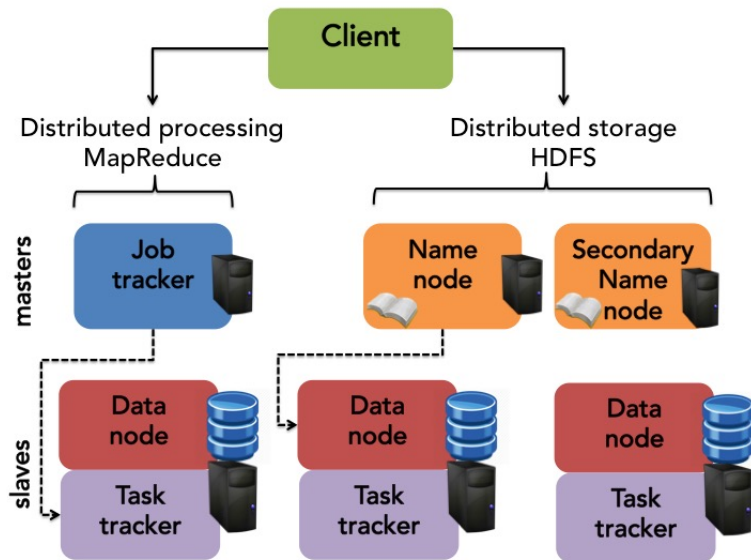 Client
Distributed processing
MapReduce
Distributed storage
HDFS
masters
Job
tracker
Name
node
Secondary
Name
node
slaves
Data
node
Task
tracker
Data
node
Task
tracker
Data
node
Task
tracker